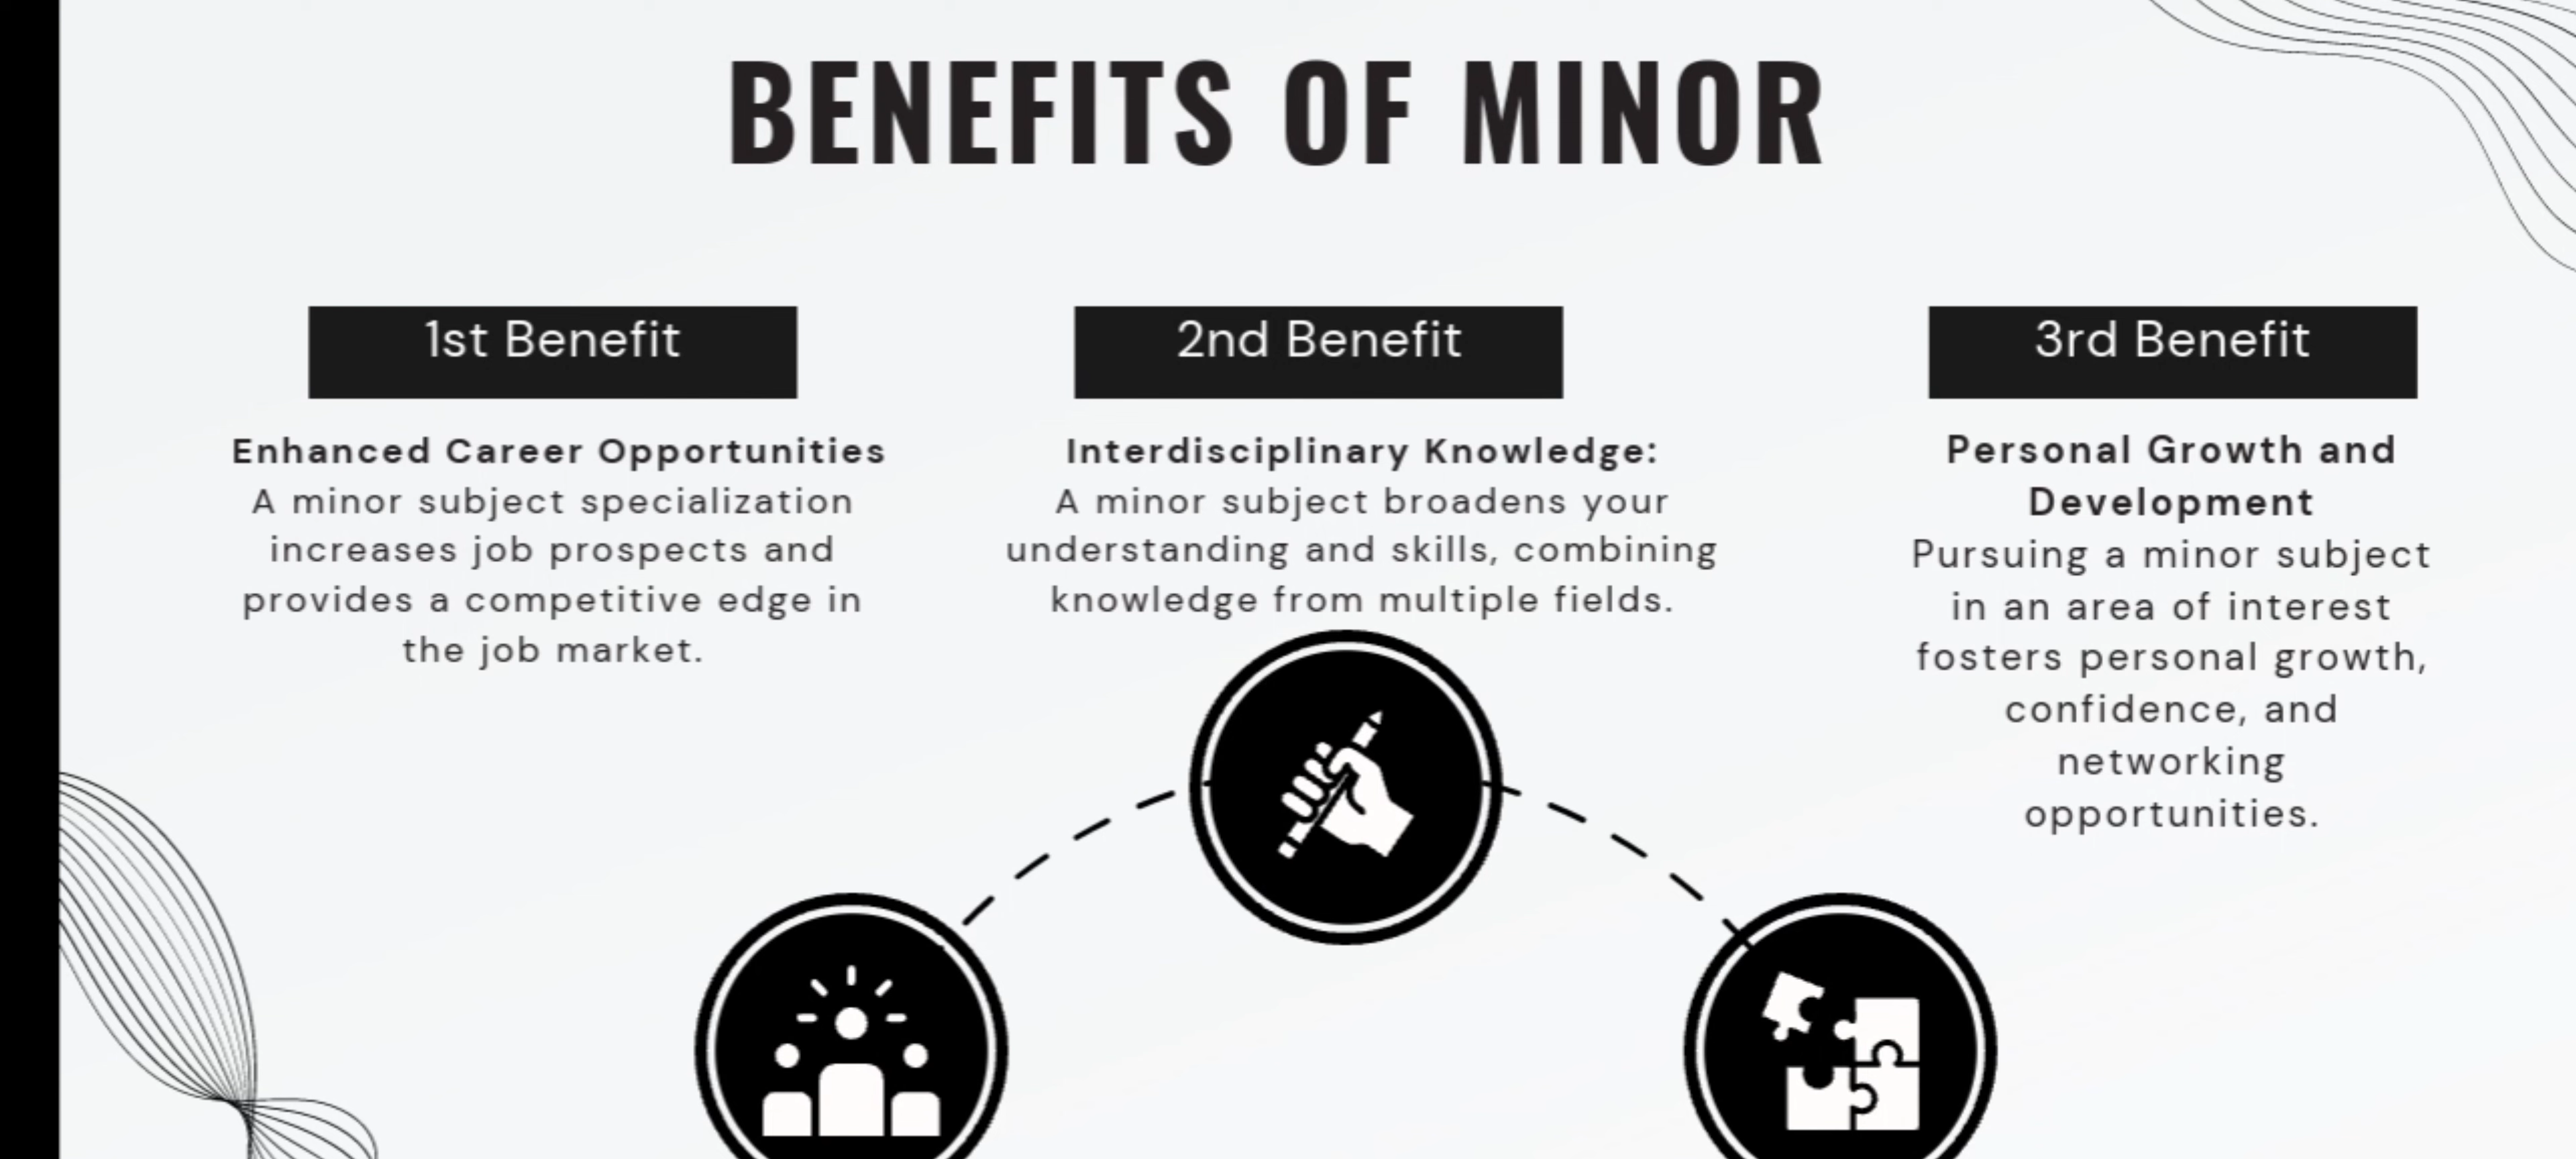 BENEFITS OF MINOR
1st Benefit
Enhanced Career Opportunities
A minor subject specialization
increases job prospects and
provides a competitive edge in
the job market.
2nd Benefit
Interdisciplinary Knowledge:
A minor subject broadens your
understanding and skills, combining
knowledge from multiple fields.
3rd Benefit
Personal Growth and
Development
Pursuing a minor subject
in an area of interest
fosters personal growth,
confidence, and
networking
opportunities.